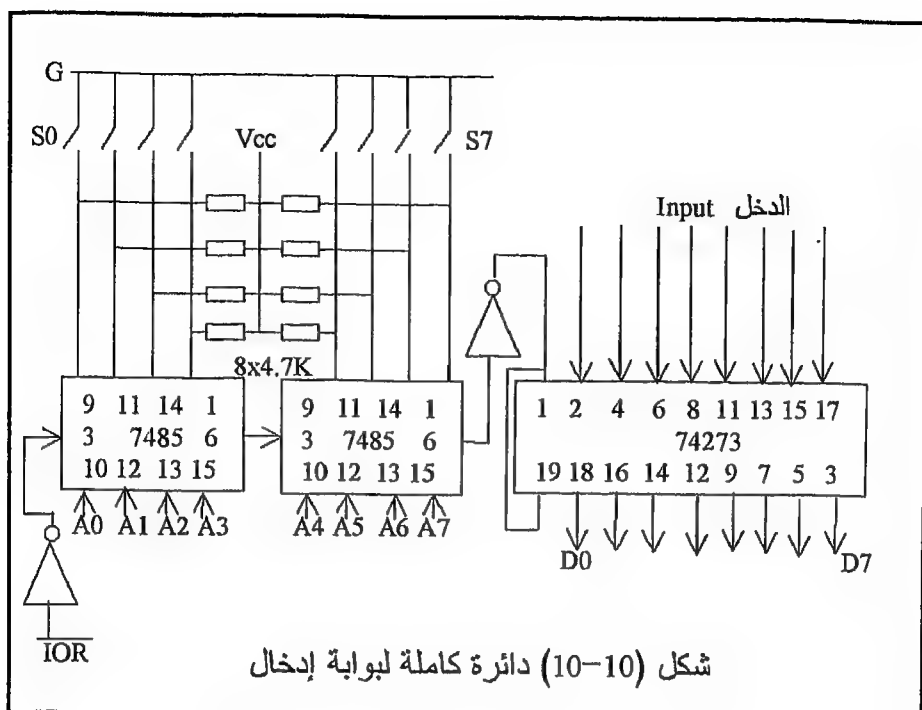 G
S0 Vcc S7
Input الدخل
8x4.7K
9 11 14 1
3 7485 6
10 12 13 15
9 11 14 1
3 7485 6
10 12 13 15
1 2 4 6 8 11 13 15 17
74273
19 18 16 14 12 9 7 5 3
A0 A1 A2 A3
A4 A5 A6 A7
D0 D7
IOR
شكل (10-10) دائرة كاملة لبوابة إدخال